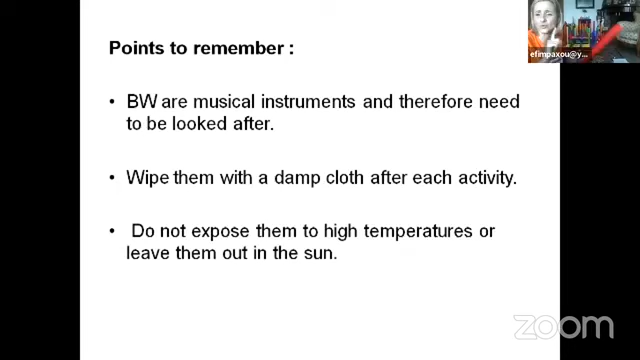 Points to remember :
• BW are musical instruments and therefore need
to be looked after.
• Wipe them with a damp cloth after each activity.
• Do not expose them to high temperatures or
leave them out in the sun.
efimpaxou@y...
zoom